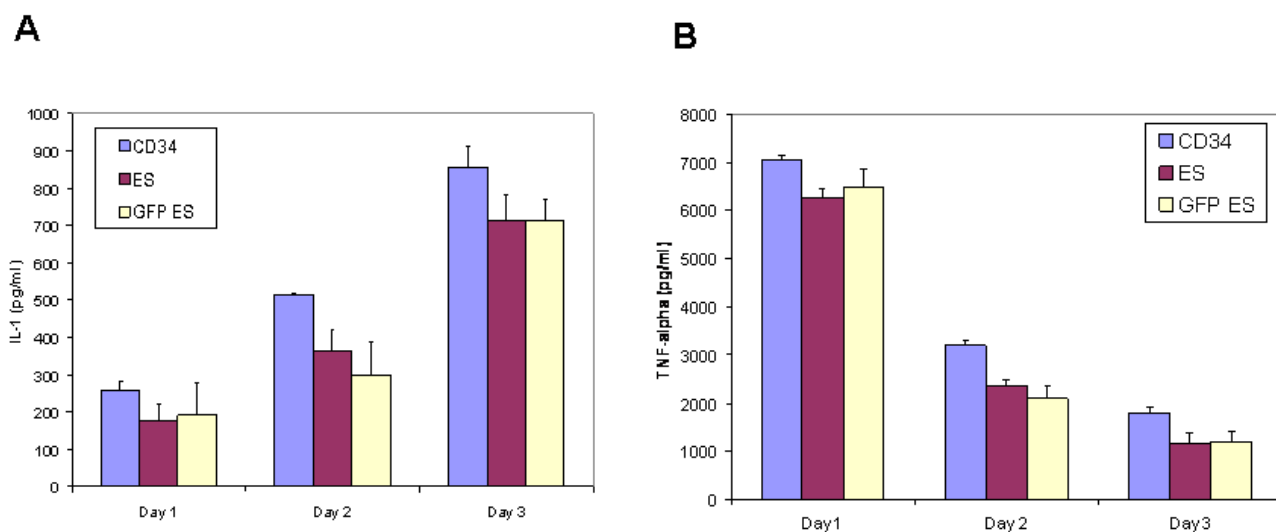 A
1000
900
800
700
600
500
400
300
200
100
0
IL-1 (pg/ml)
CD34
ES
GFP ES
Day 1
Day 2
Day 3
B
8000
7000
6000
5000
4000
3000
2000
1000
0
TNF-alpha [pg/ml]
CD34
ES
GFP ES
Day1
Day 2
Day 3